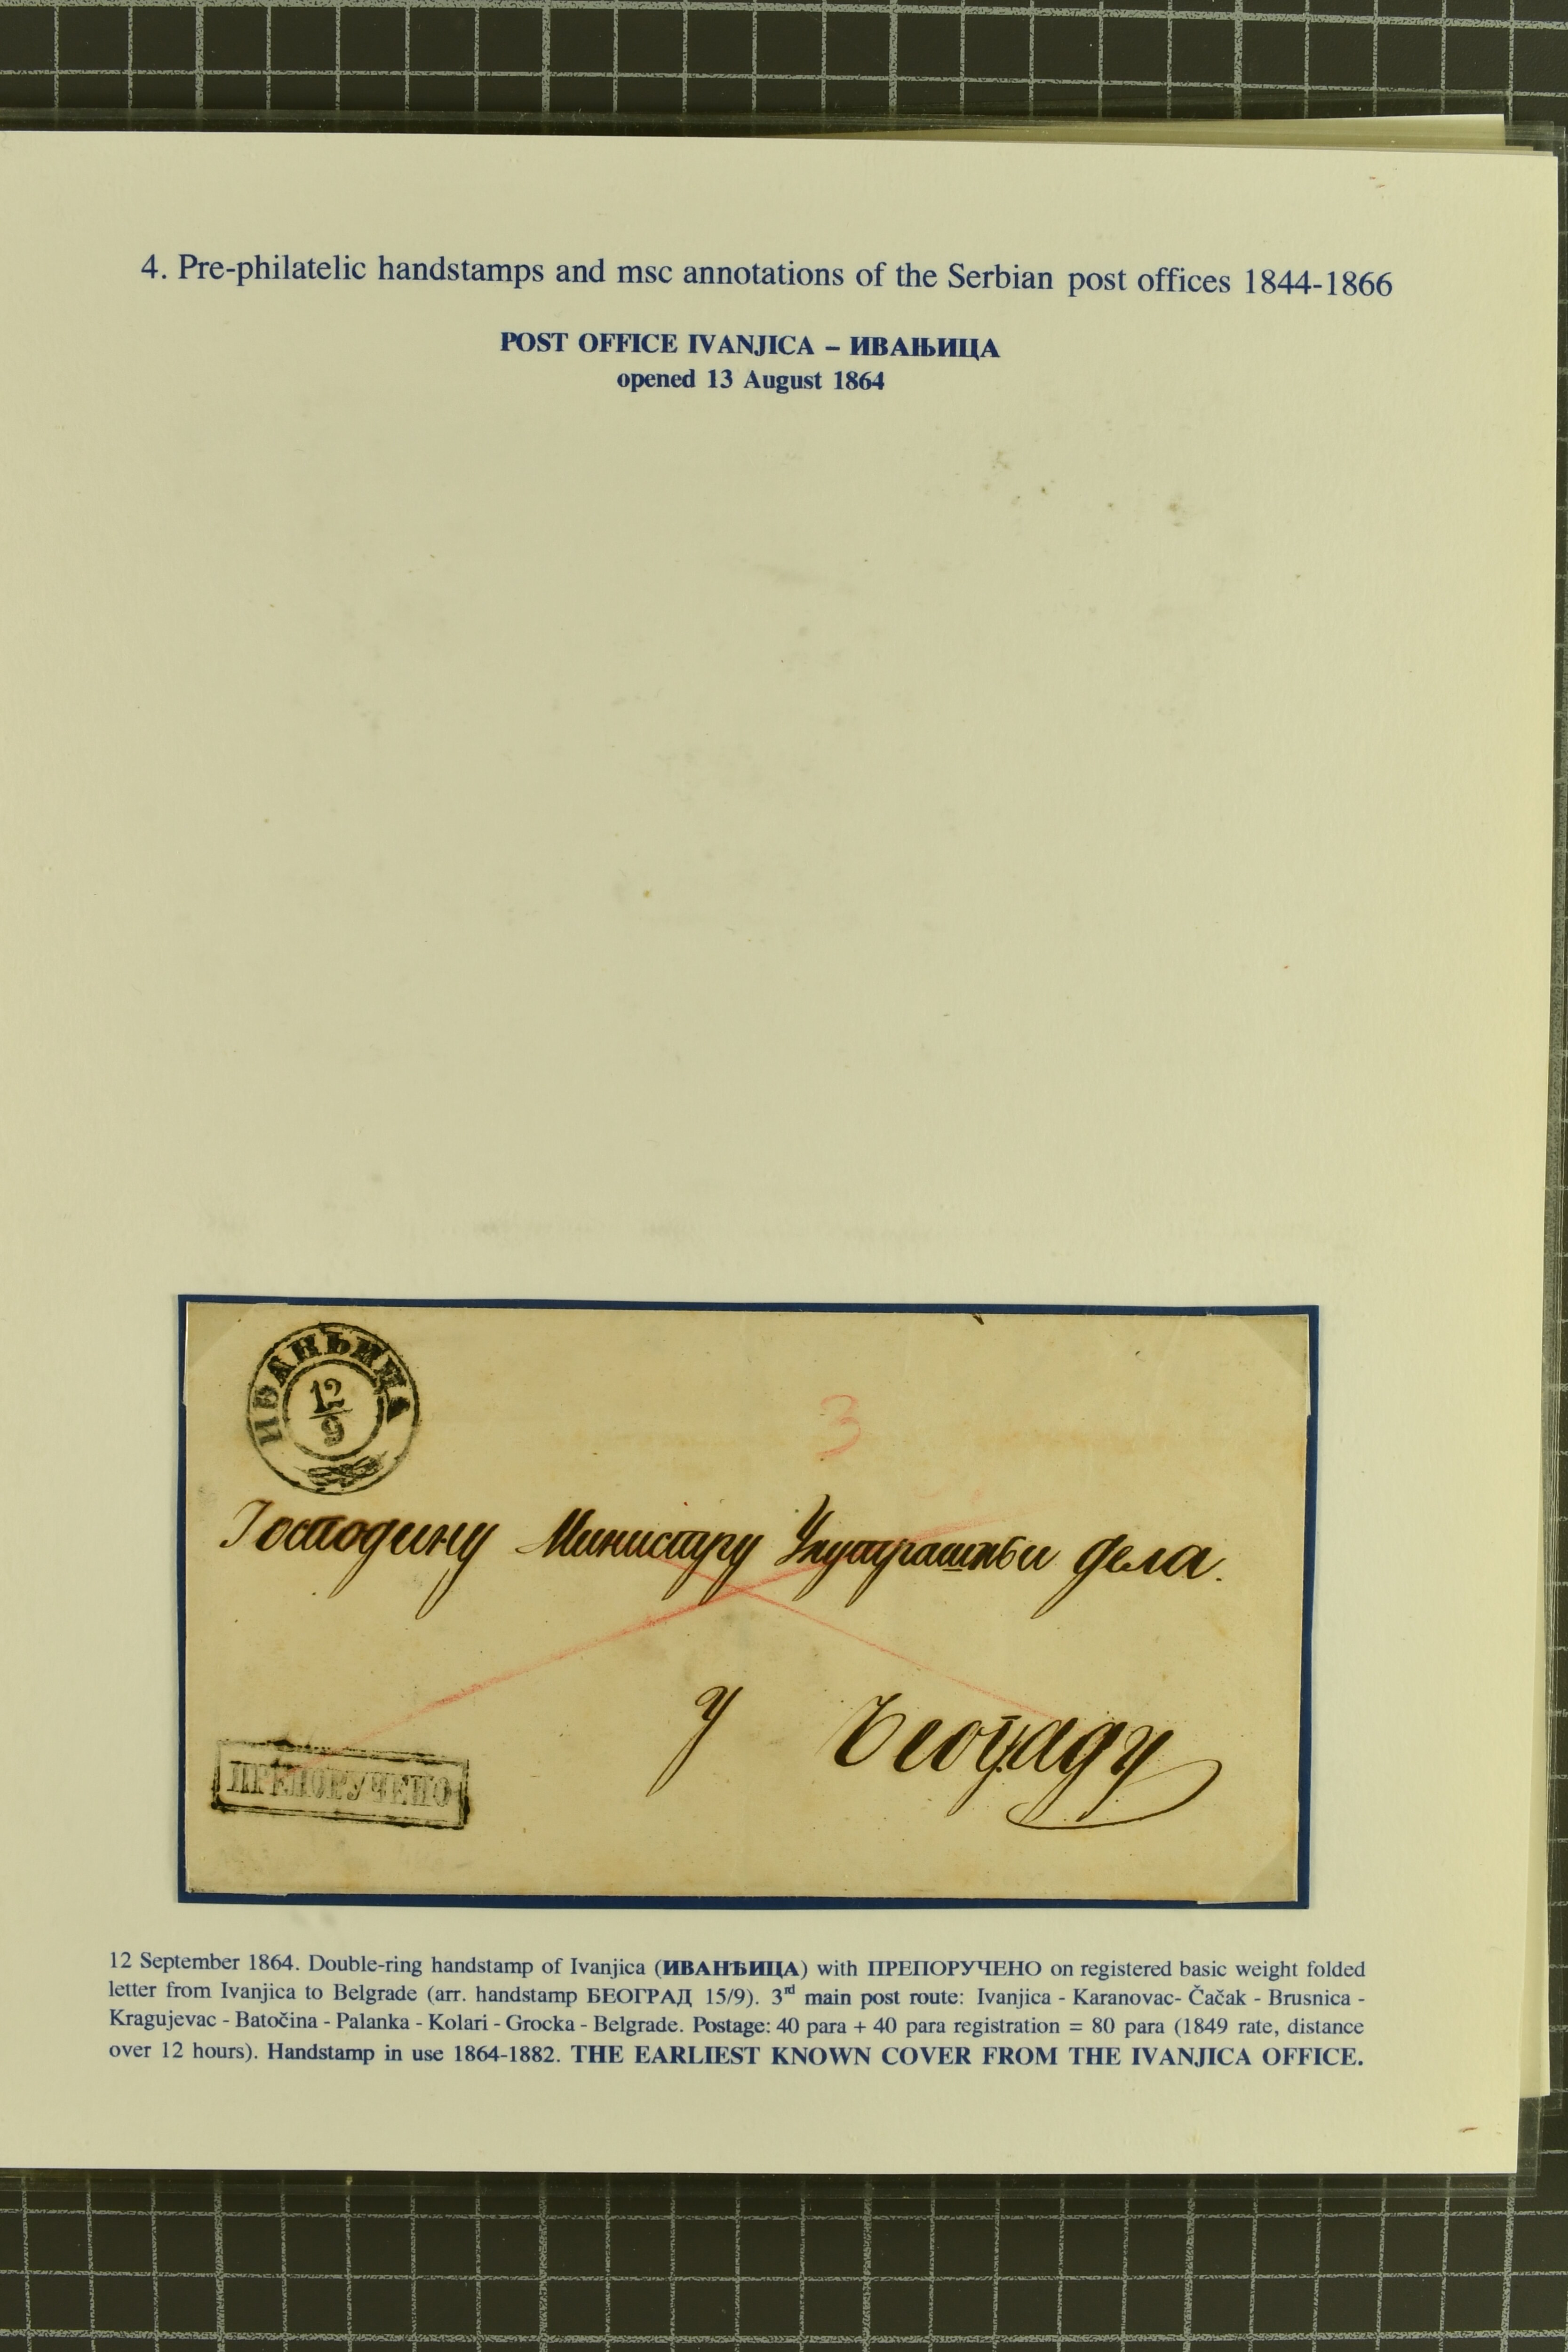 4. Pre-philatelic handstamps and msc annotations of the Serbian post offices 1844-1866
POST OFFICE IVANJICA – ИВАЊИЦА
opened 13 August 1864
ИВАНЬИЦА
12
9
3
Господину Министру Унутрашњи дела.
у Београду
ПРЕПОРУЧЕНО
12 September 1864. Double-ring handstamp of Ivanjica (ИВАНЂИЦА) with ПРЕПОРУЧЕНО on registered basic weight folded
letter from Ivanjica to Belgrade (arr. handstamp БЕОГРАД 15/9). 3rd main post route: Ivanjica - Karanovac- Čačak - Brusnica -
Kragujevac - Batočina - Palanka - Kolari - Grocka - Belgrade. Postage: 40 para + 40 para registration = 80 para (1849 rate, distance
over 12 hours). Handstamp in use 1864-1882. THE EARLIEST KNOWN COVER FROM THE IVANJICA OFFICE.